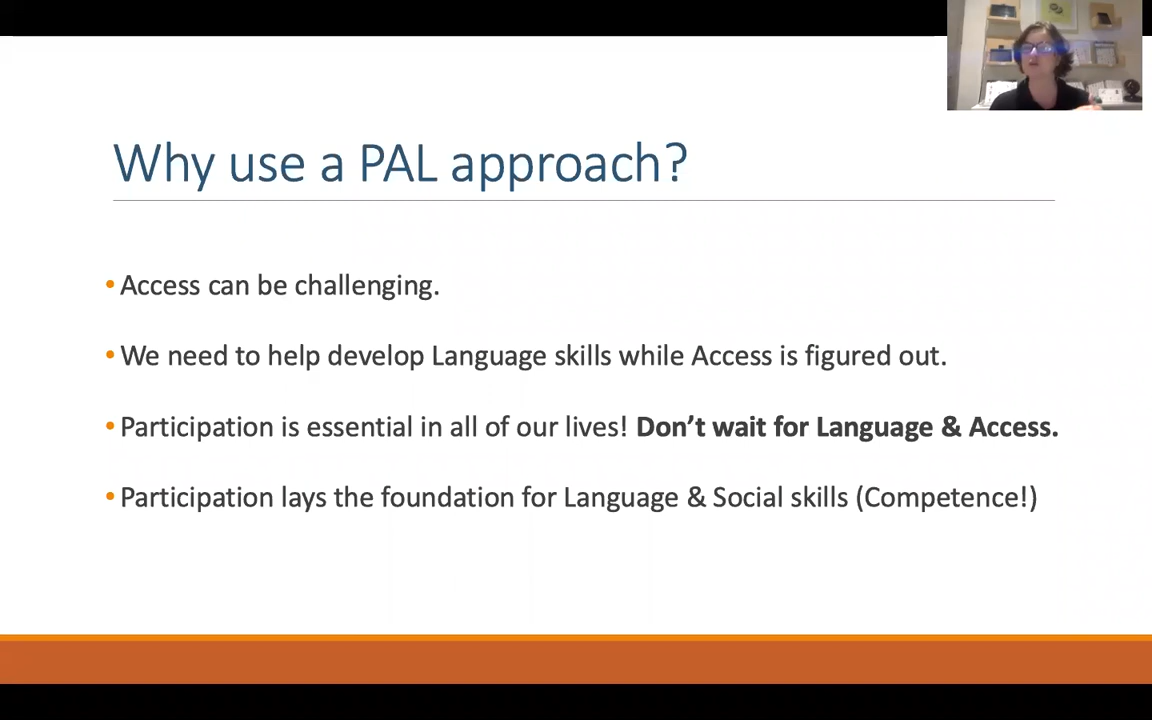 Why use a PAL approach?
•Access can be challenging.
•We need to help develop Language skills while Access is figured out.
•Participation is essential in all of our lives! Don’t wait for Language & Access.
•Participation lays the foundation for Language & Social skills (Competence!)